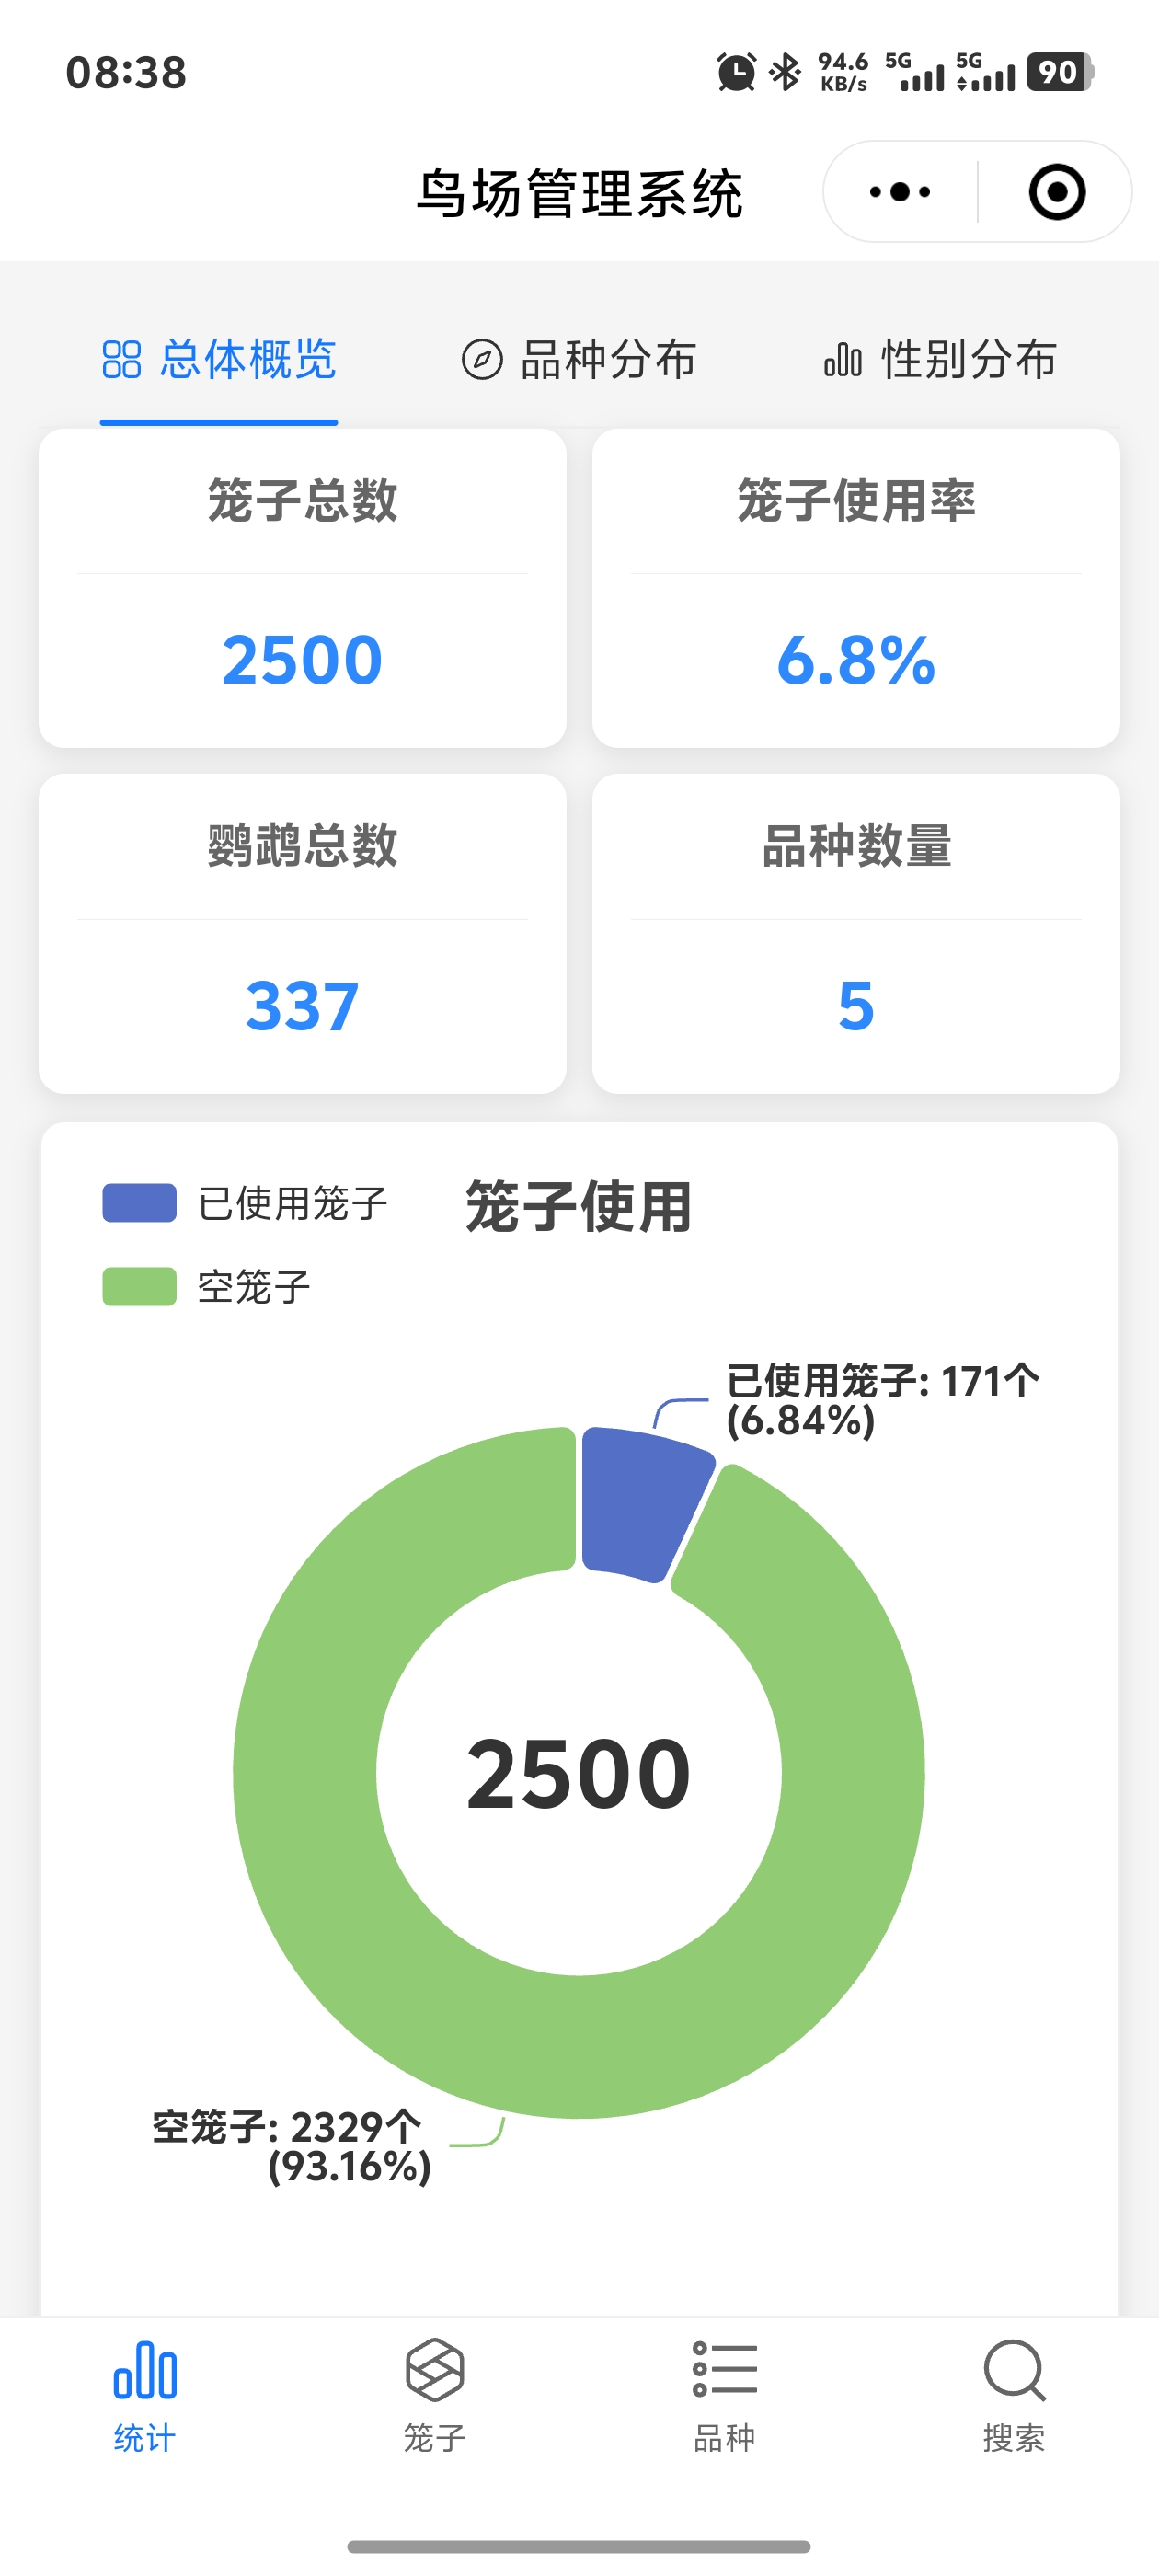 08:38
94.6 KB/s 5G 5G 90
鸟场管理系统
总体概览 品种分布 性别分布
笼子总数 笼子使用率
2500 6.8%
鹦鹉总数 品种数量
337 5
已使用笼子 笼子使用
空笼子
已使用笼子: 171个
(6.84%)
2500
空笼子: 2329个
(93.16%)
统计 笼子 品种 搜索